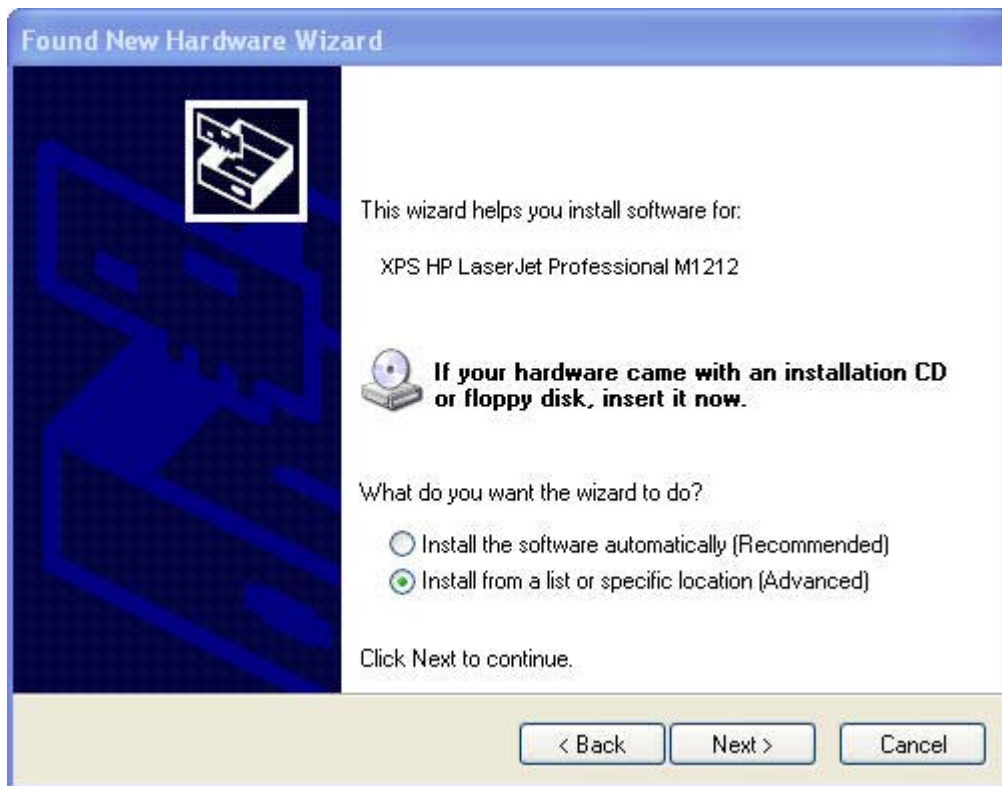 Found New Hardware Wizard
This wizard helps you install software for:
XPS HP LaserJet Professional M1212
If your hardware came with an installation CD
or floppy disk, insert it now.
What do you want the wizard to do?
Install the software automatically (Recommended)
Install from a list or specific location (Advanced)
Click Next to continue.
< Back
Next >
Cancel